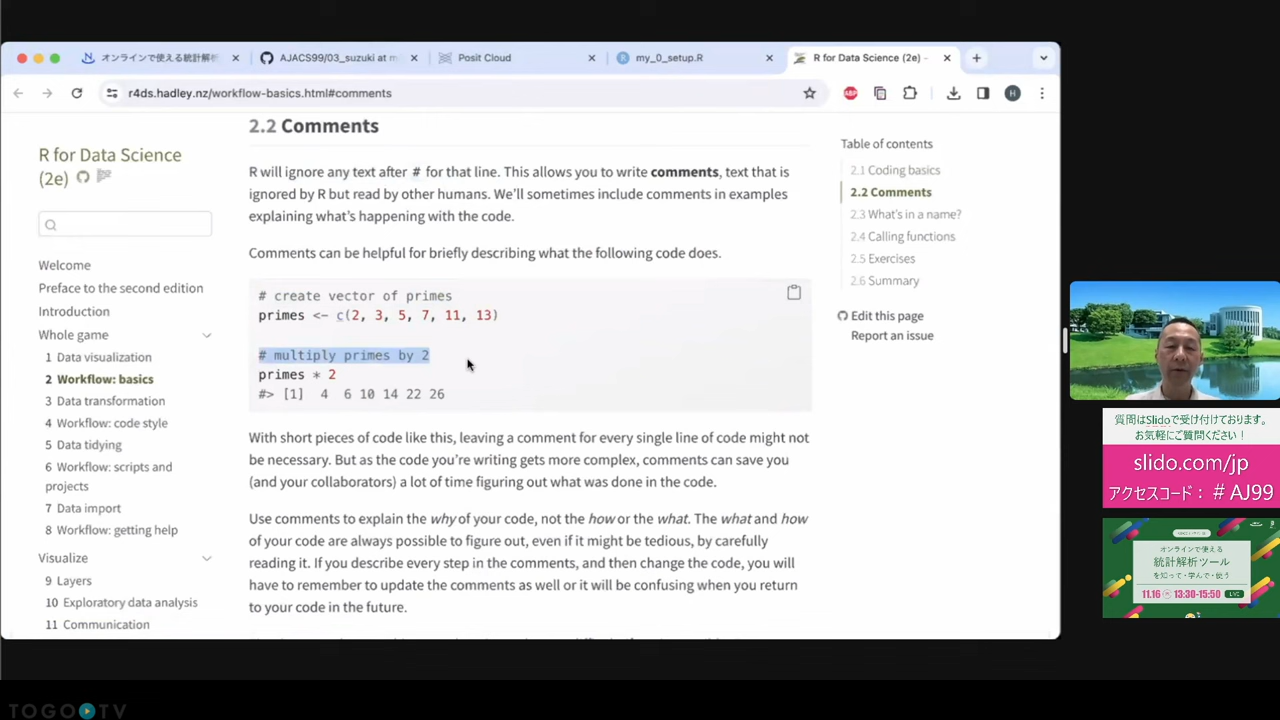 オンラインで使える統計解析
AJACS99/03_suzuki at m
Posit Cloud
my_0_setup.R
R for Data Science (2e) -
r4ds.hadley.nz/workflow-basics.html#comments
ABP
H
R for Data Science
(2e)
Welcome
Preface to the second edition
Introduction
Whole game
1 Data visualization
2 Workflow: basics
3 Data transformation
4 Workflow: code style
5 Data tidying
6 Workflow: scripts and
projects
7 Data import
8 Workflow: getting help
Visualize
9 Layers
10 Exploratory data analysis
11 Communication
2.2 Comments
R will ignore any text after # for that line. This allows you to write comments, text that is
ignored by R but read by other humans. We'll sometimes include comments in examples
explaining what's happening with the code.
Comments can be helpful for briefly describing what the following code does.
# create vector of primes
primes <- c(2, 3, 5, 7, 11, 13)
# multiply primes by 2
primes * 2
#> [1]  4  6 10 14 22 26
With short pieces of code like this, leaving a comment for every single line of code might not
be necessary. But as the code you're writing gets more complex, comments can save you
(and your collaborators) a lot of time figuring out what was done in the code.
Use comments to explain the why of your code, not the how or the what. The what and how
of your code are always possible to figure out, even if it might be tedious, by carefully
reading it. If you describe every step in the comments, and then change the code, you will
have to remember to update the comments as well or it will be confusing when you return
to your code in the future.
Table of contents
2.1 Coding basics
2.2 Comments
2.3 What's in a name?
2.4 Calling functions
2.5 Exercises
2.6 Summary
Edit this page
Report an issue
質問はSlidoで受け付けております。
お気軽にご質問ください！
slido.com/jp
アクセスコード：＃AJ99
オンラインで使える
統計解析ツール
を知って・学んで・使う
11.16 13:30-15:50 LIVE
TOGO TV